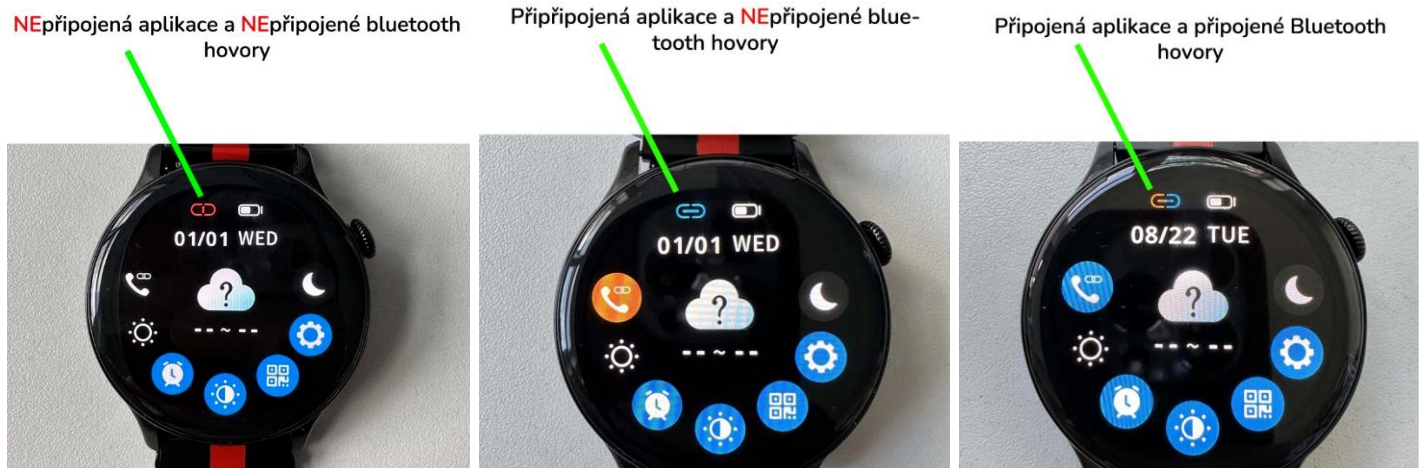 NEpřipojená aplikace a NEpřipojené bluetooth
hovory
Přípřipojená aplikace a NEpřipojené blue-
tooth hovory
Připojená aplikace a připojené Bluetooth
hovory
01/01 WED
?
-- ~ --
01/01 WED
?
-- ~ --
08/22 TUE
?
-- ~ --